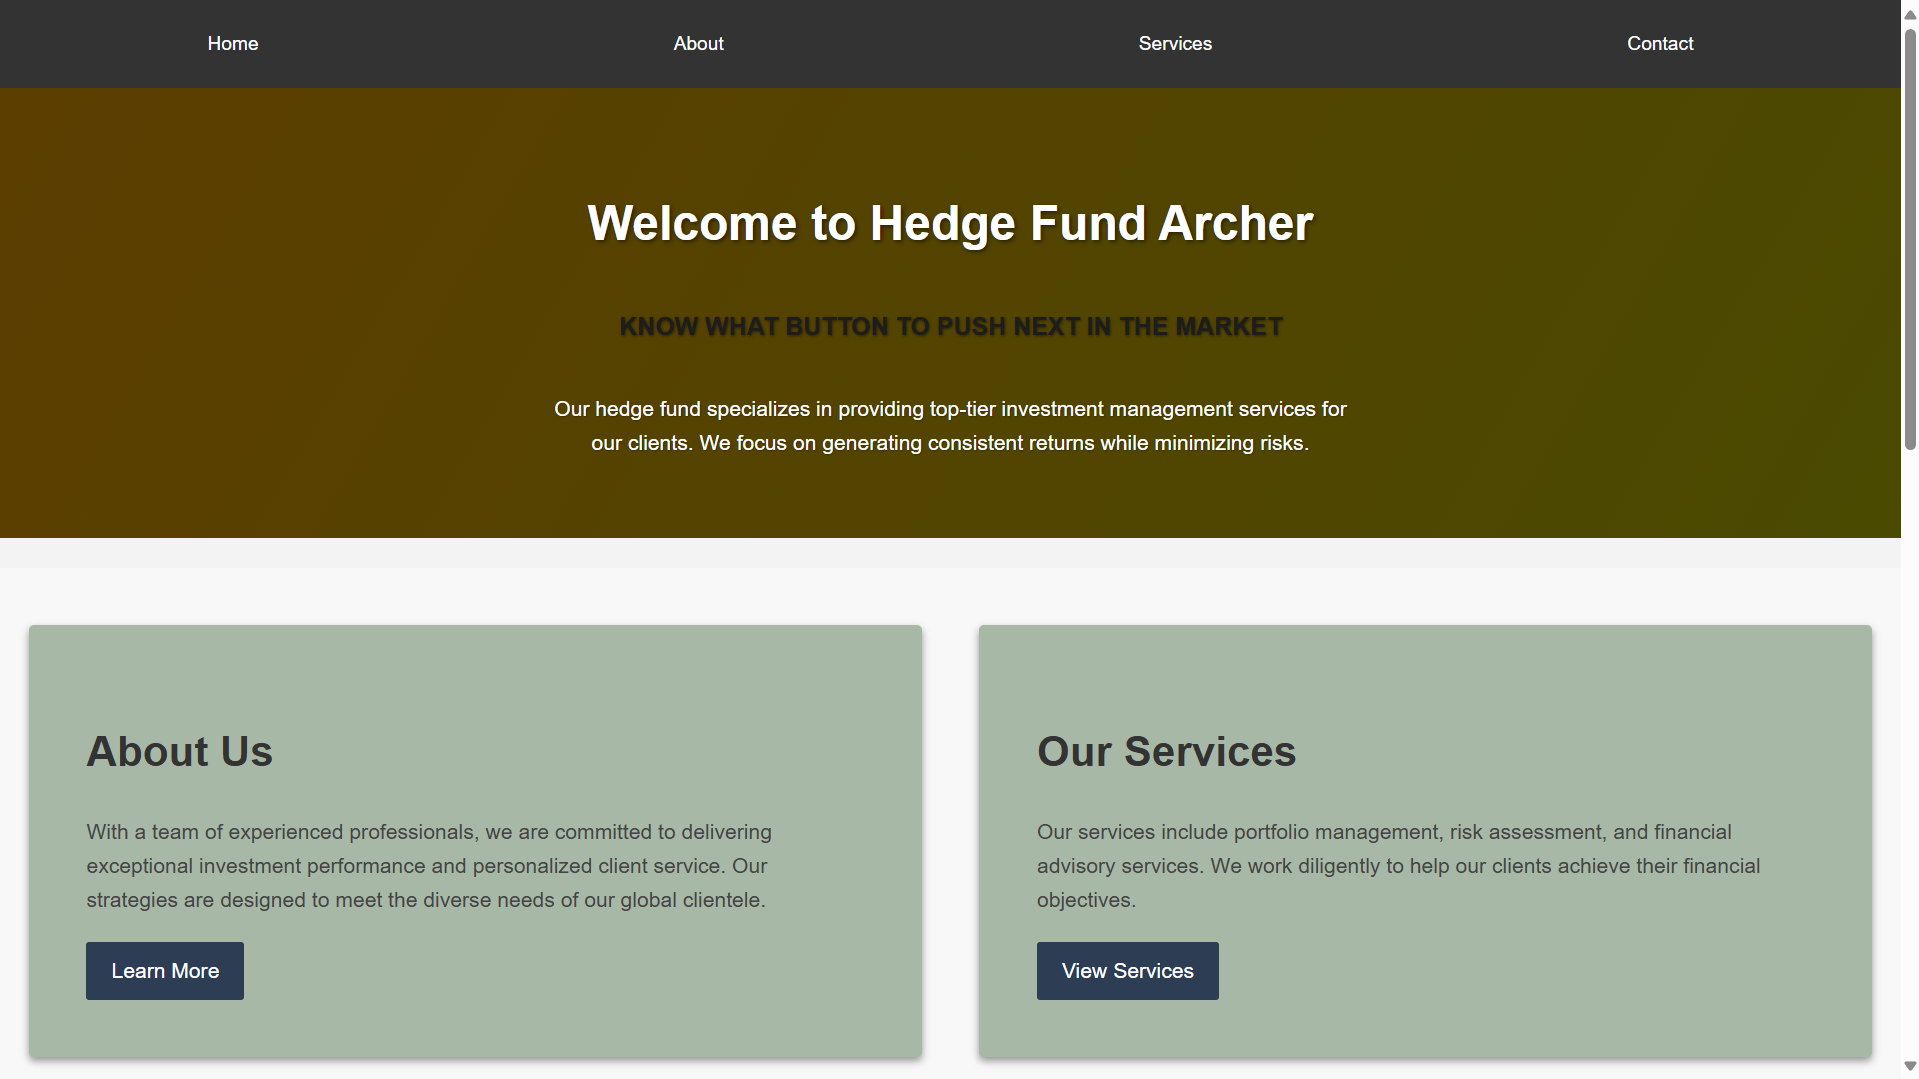 Home About Services Contact
Welcome to Hedge Fund Archer
KNOW WHAT BUTTON TO PUSH NEXT IN THE MARKET
Our hedge fund specializes in providing top-tier investment management services for
our clients. We focus on generating consistent returns while minimizing risks.
About Us
With a team of experienced professionals, we are committed to delivering
exceptional investment performance and personalized client service. Our
strategies are designed to meet the diverse needs of our global clientele.
Learn More
Our Services
Our services include portfolio management, risk assessment, and financial
advisory services. We work diligently to help our clients achieve their financial
objectives.
View Services